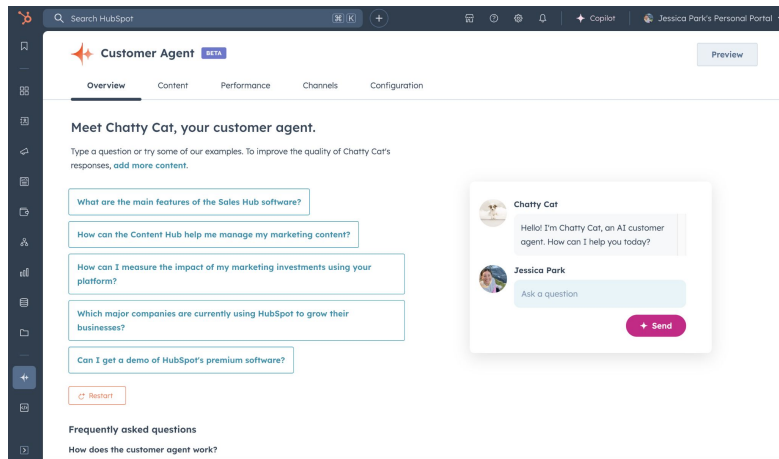 Search HubSpot
⌘ K
+
Copilot
Jessica Park's Personal Portal
Customer Agent
BETA
Preview
Overview
Content
Performance
Channels
Configuration
Meet Chatty Cat, your customer agent.
Type a question or try some of our examples. To improve the quality of Chatty Cat's
responses, add more content.
What are the main features of the Sales Hub software?
How can the Content Hub help me manage my marketing content?
How can I measure the impact of my marketing investments using your
platform?
Which major companies are currently using HubSpot to grow their
businesses?
Can I get a demo of HubSpot's premium software?
Restart
Chatty Cat
Hello! I'm Chatty Cat, an AI customer
agent. How can I help you today?
Jessica Park
Ask a question
Send
Frequently asked questions
How does the customer agent work?